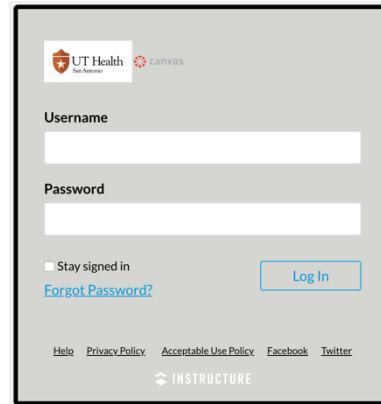 UT Health canvas
San Antonio
Username
Password
Stay signed in
Log In
Forgot Password?
Help Privacy Policy Acceptable Use Policy Facebook Twitter
INSTRUCTURE